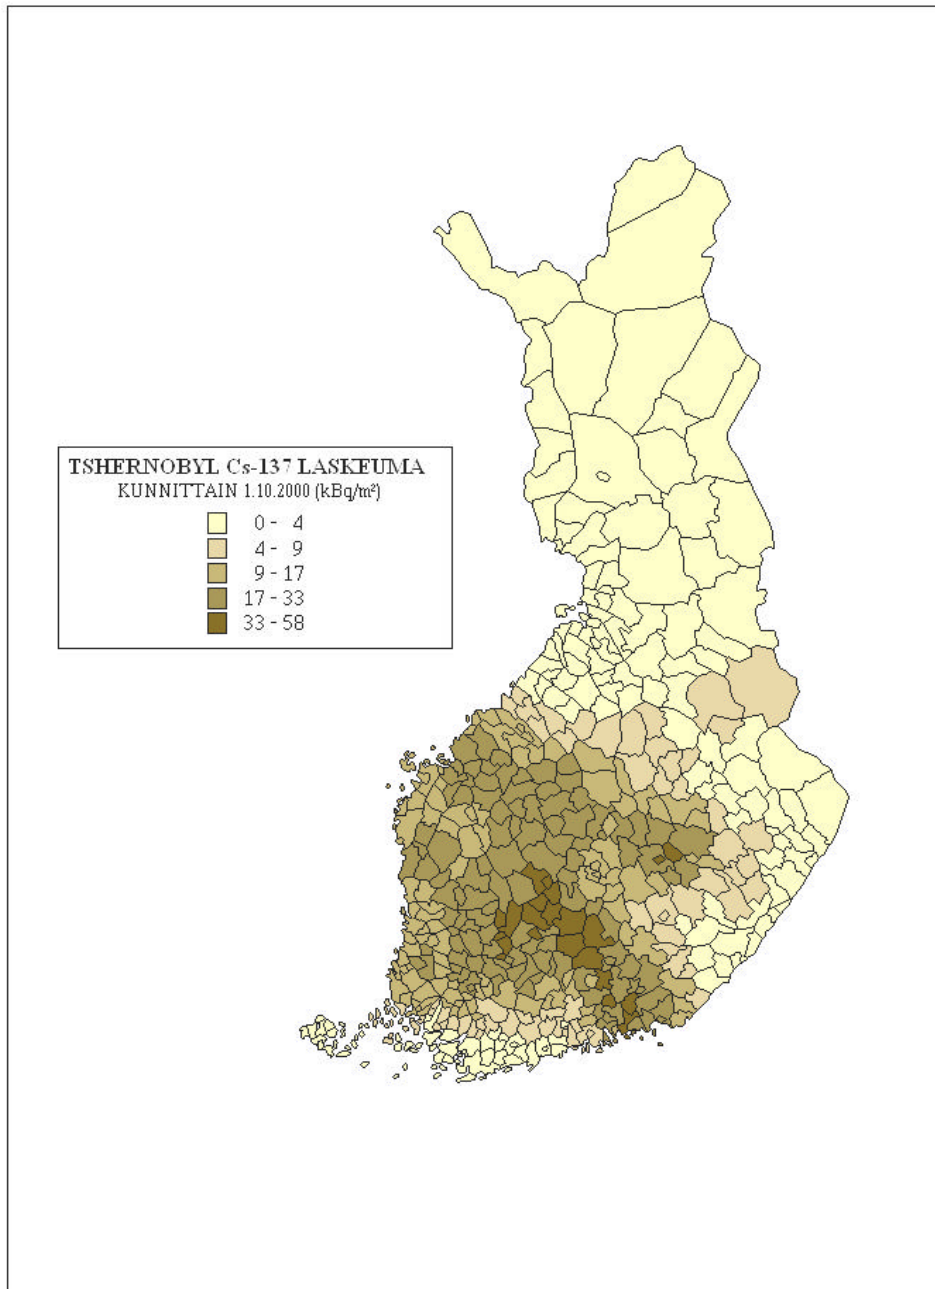 TSHERNOBYL Cs-137 LASKEUMA
KUNNITTAIN 1.10.2000 (kBq/m²)
0 - 4
4 - 9
9 - 17
17 - 33
33 - 58